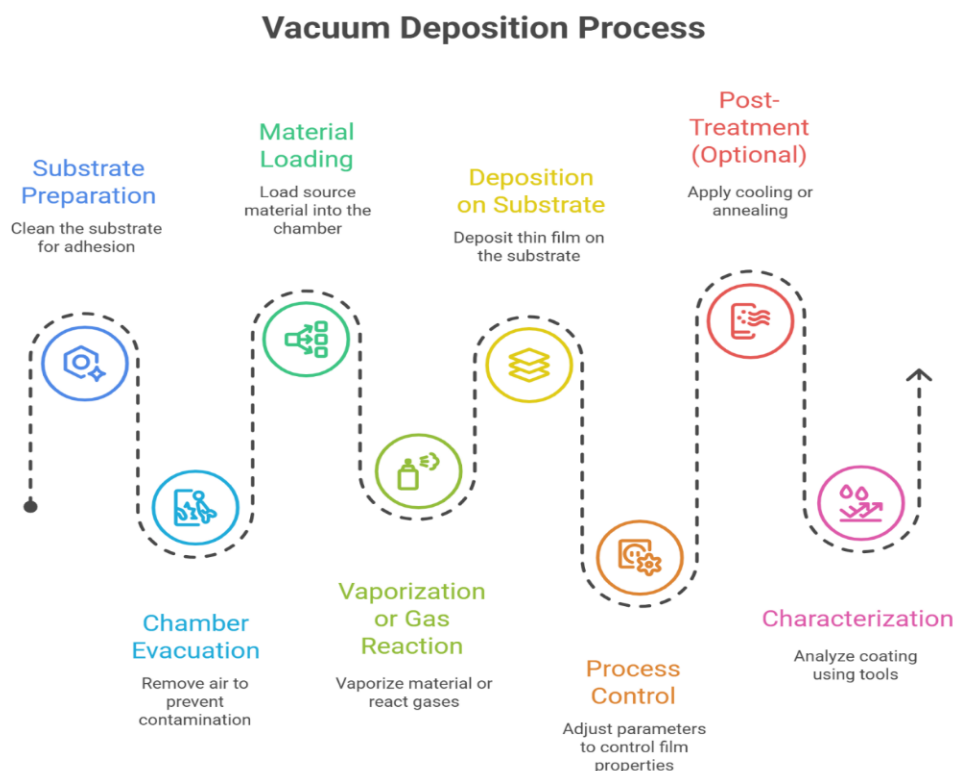 Vacuum Deposition Process
Substrate
Preparation
Clean the substrate
for adhesion
Chamber
Evacuation
Remove air to
prevent
contamination
Material
Loading
Load source
material into the
chamber
Vaporization
or Gas
Reaction
Vaporize material or
react gases
Deposition
on Substrate
Deposit thin film on
the substrate
Process
Control
Adjust parameters
to control film
properties
Post-
Treatment
(Optional)
Apply cooling or
annealing
Characterization
Analyze coating
using tools